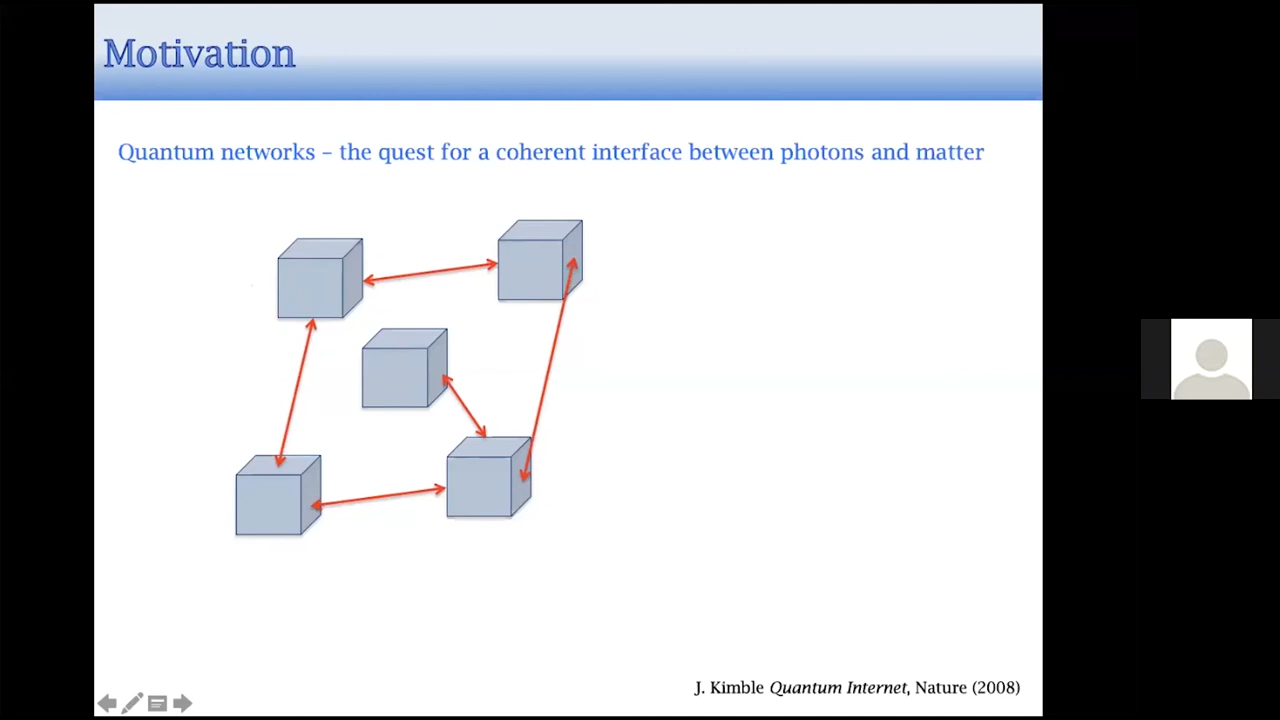 Motivation
Quantum networks – the quest for a coherent interface between photons and matter
J. Kimble Quantum Internet, Nature (2008)